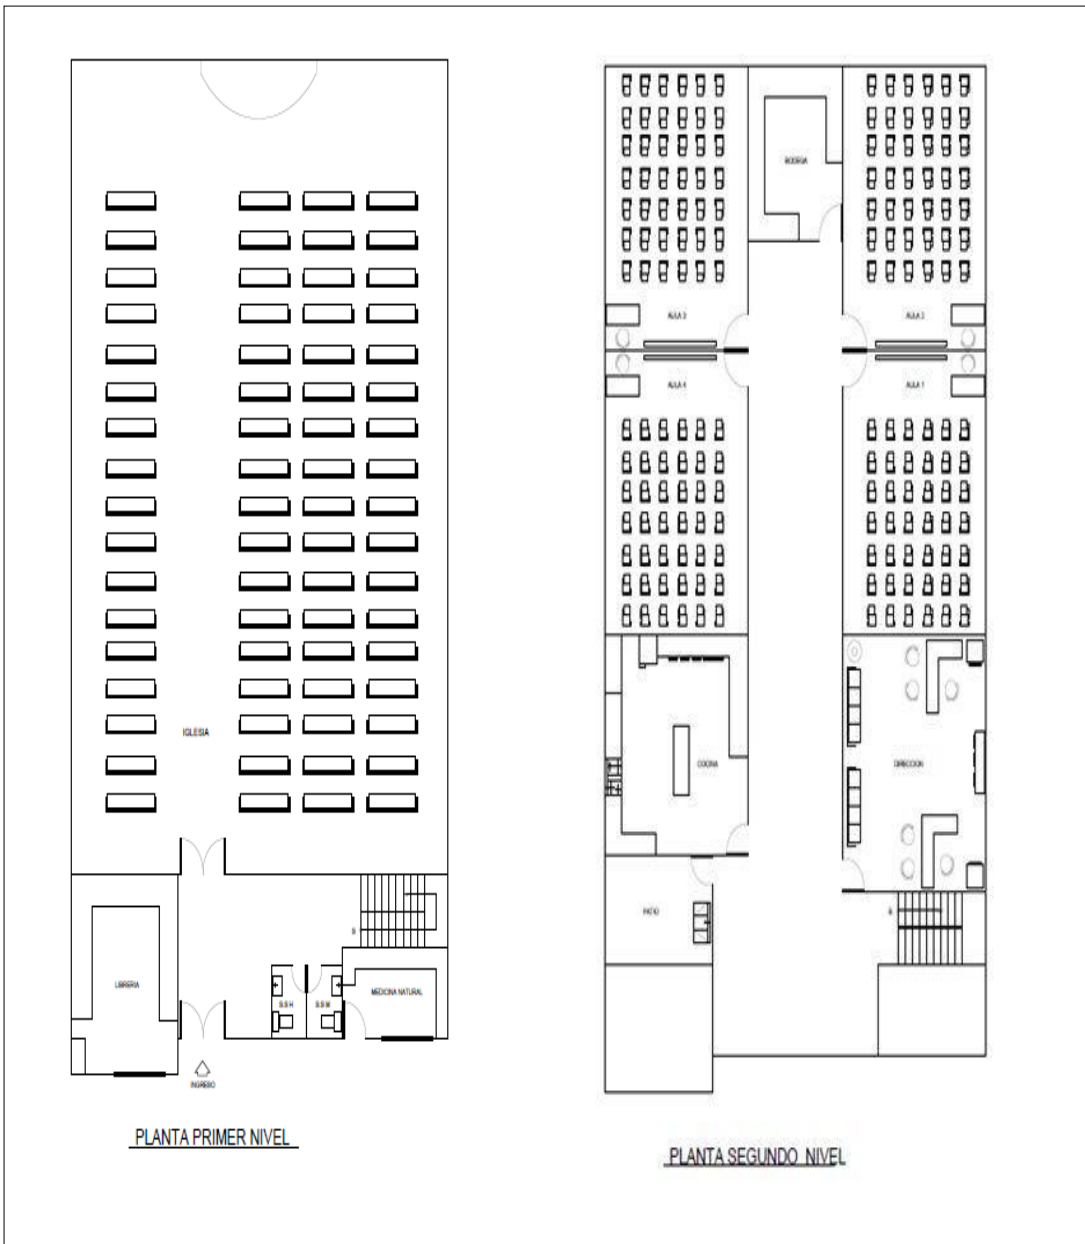 IGLESIA
S
LIBRERIA
S.S H
S.S M
MEDICINA NATURAL
INGRESO
PLANTA PRIMER NIVEL
BODEGA
AULA 3
AULA 2
AULA 4
AULA 1
COCINA
DIRECCION
PATIO
PLANTA SEGUNDO NIVEL